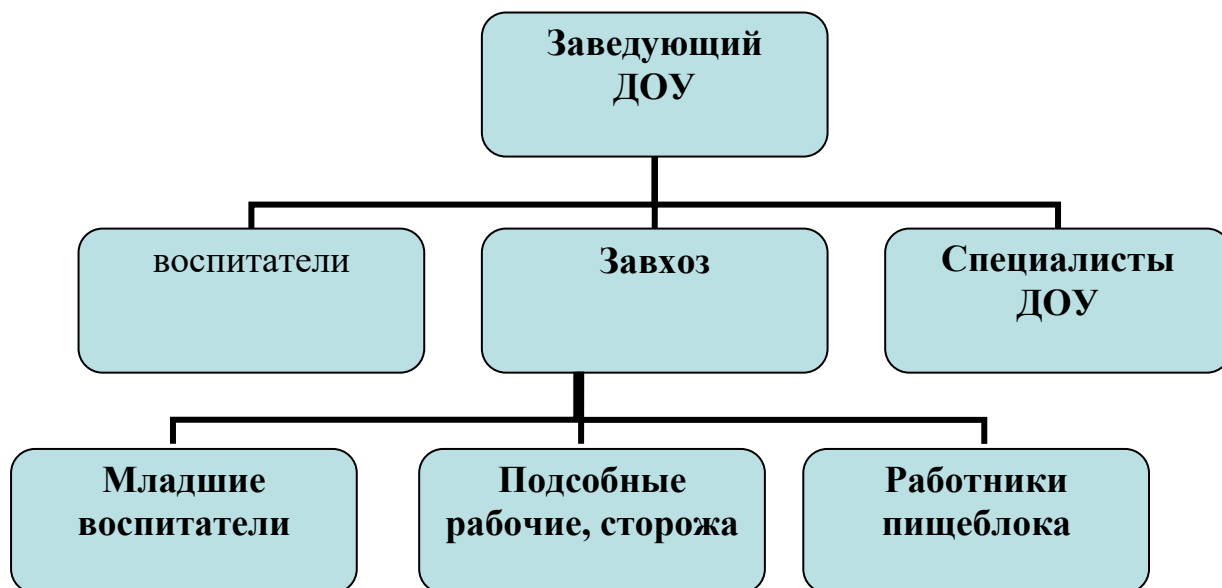 Заведующий
ДОУ
воспитатели
Завхоз
Специалисты
ДОУ
Младшие
воспитатели
Подсобные
рабочие, сторожа
Работники
пищеблока